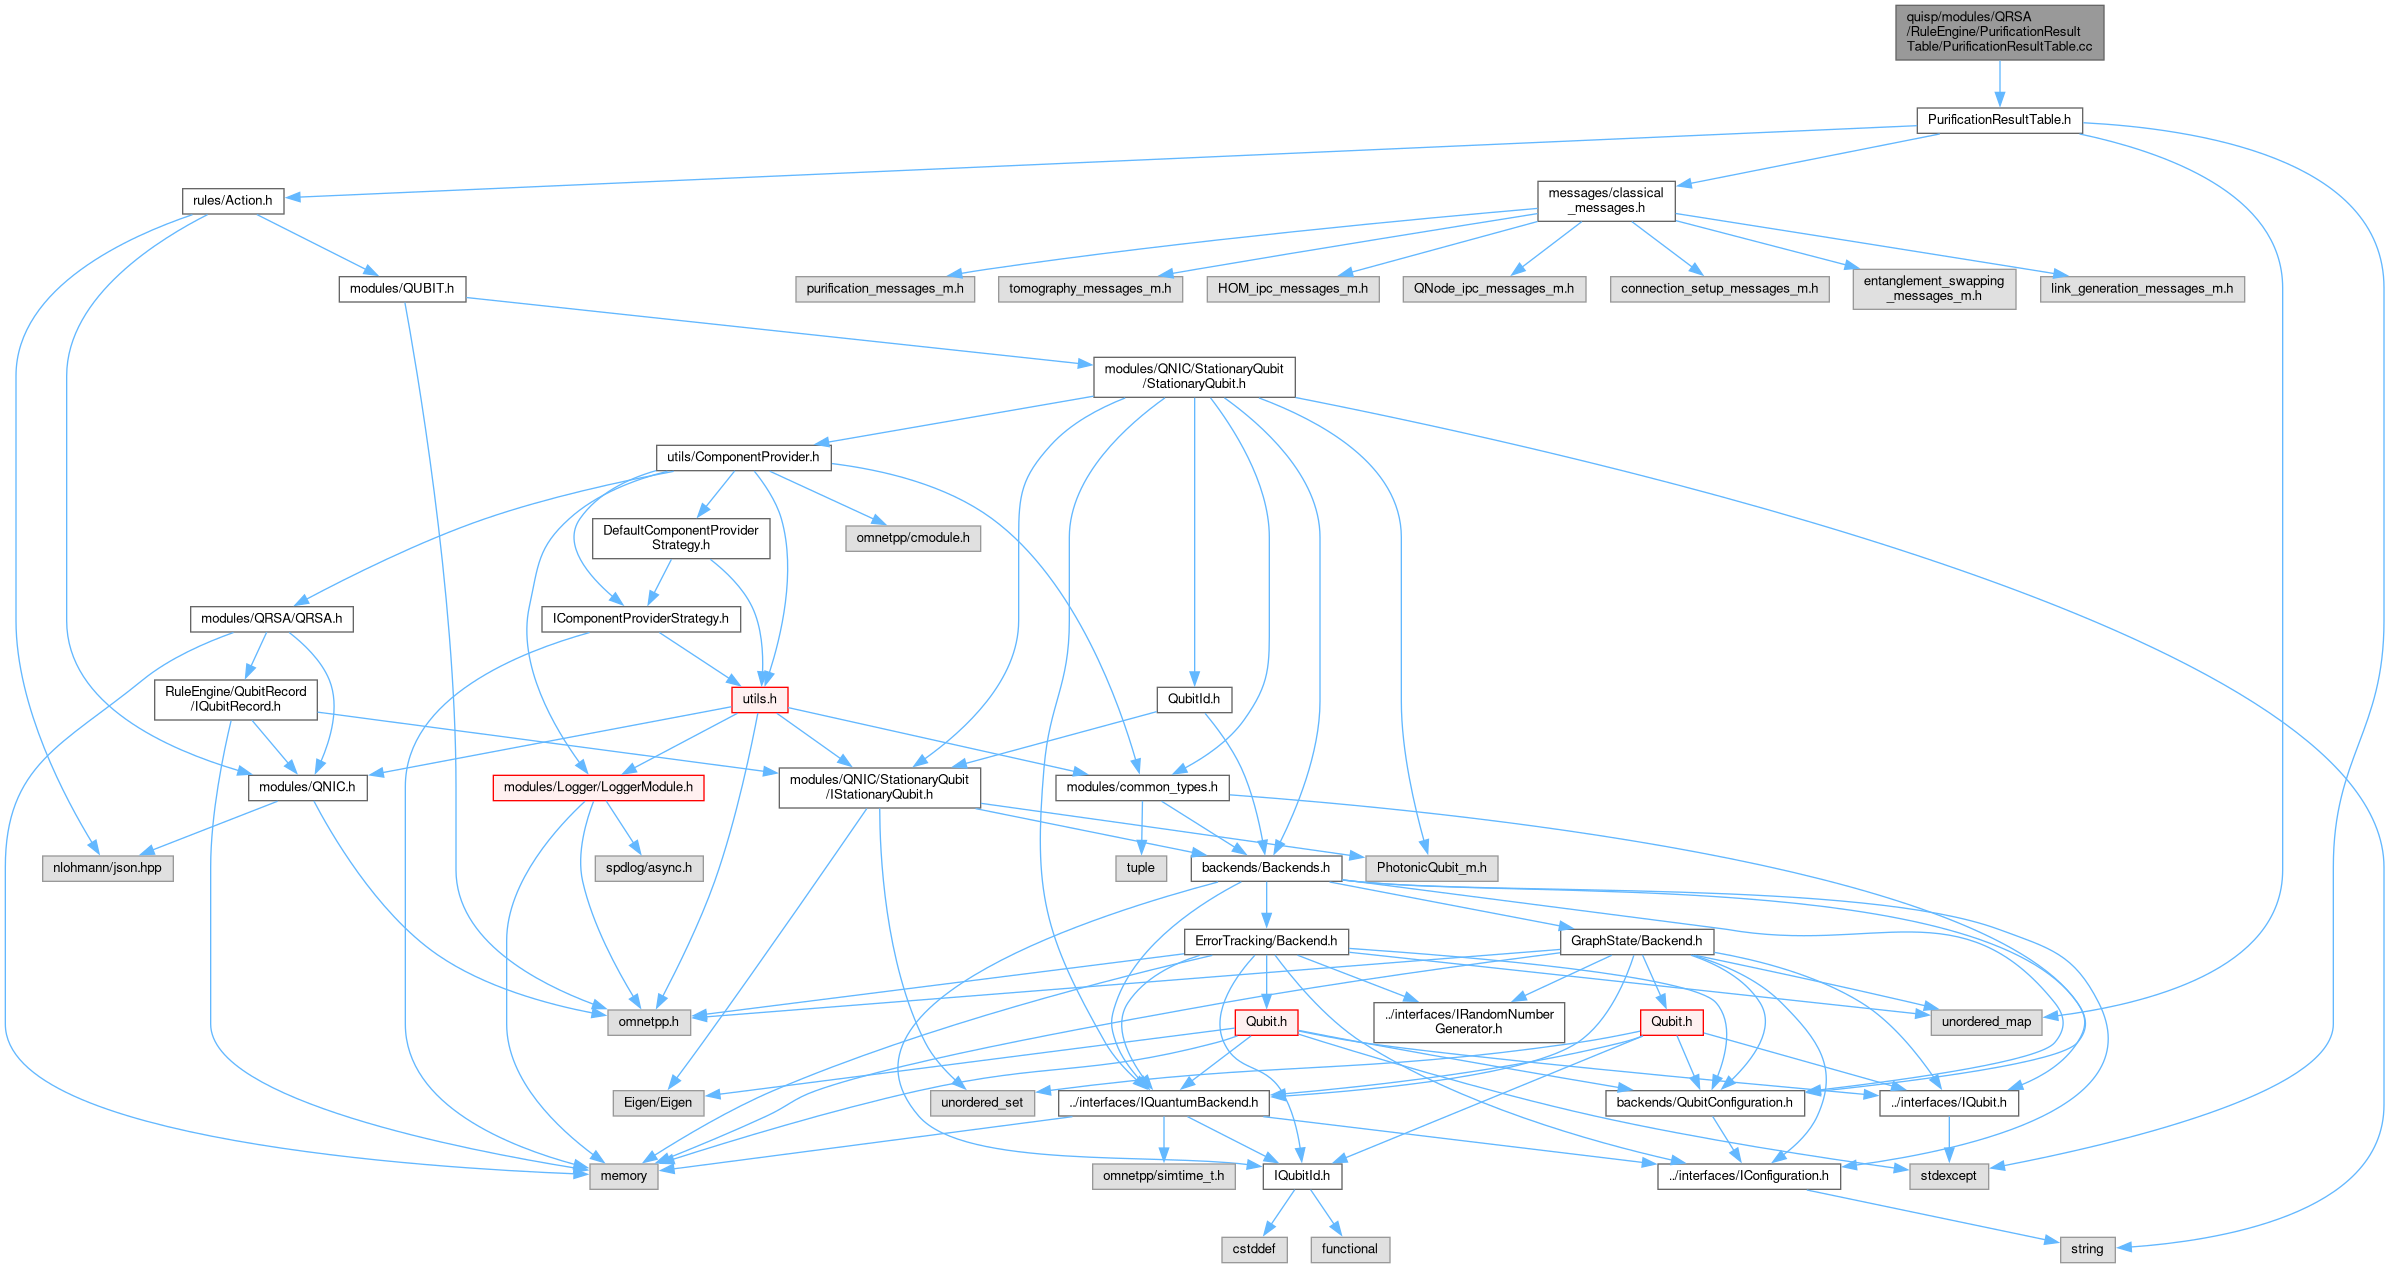 quisp/modules/QRSA
/RuleEngine/PurificationResult
Table/PurificationResultTable.cc
PurificationResultTable.h
rules/Action.h
messages/classical
_messages.h
modules/QUBIT.h
purification_messages_m.h
tomography_messages_m.h
HOM_ipc_messages_m.h
QNode_ipc_messages_m.h
connection_setup_messages_m.h
entanglement_swapping
_messages_m.h
link_generation_messages_m.h
modules/QNIC/StationaryQubit
/StationaryQubit.h
utils/ComponentProvider.h
DefaultComponentProvider
Strategy.h
omnetpp/cmodule.h
modules/QRSA/QRSA.h
IComponentProviderStrategy.h
RuleEngine/QubitRecord
/IQubitRecord.h
utils.h
QubitId.h
modules/QNIC.h
modules/Logger/LoggerModule.h
modules/QNIC/StationaryQubit
/IStationaryQubit.h
modules/common_types.h
nlohmann/json.hpp
spdlog/async.h
tuple
backends/Backends.h
PhotonicQubit_m.h
ErrorTracking/Backend.h
GraphState/Backend.h
omnetpp.h
Qubit.h
../interfaces/IRandomNumber
Generator.h
Qubit.h
unordered_map
Eigen/Eigen
unordered_set
../interfaces/IQuantumBackend.h
backends/QubitConfiguration.h
../interfaces/IQubit.h
memory
omnetpp/simtime_t.h
IQubitId.h
../interfaces/IConfiguration.h
stdexcept
cstddef
functional
string